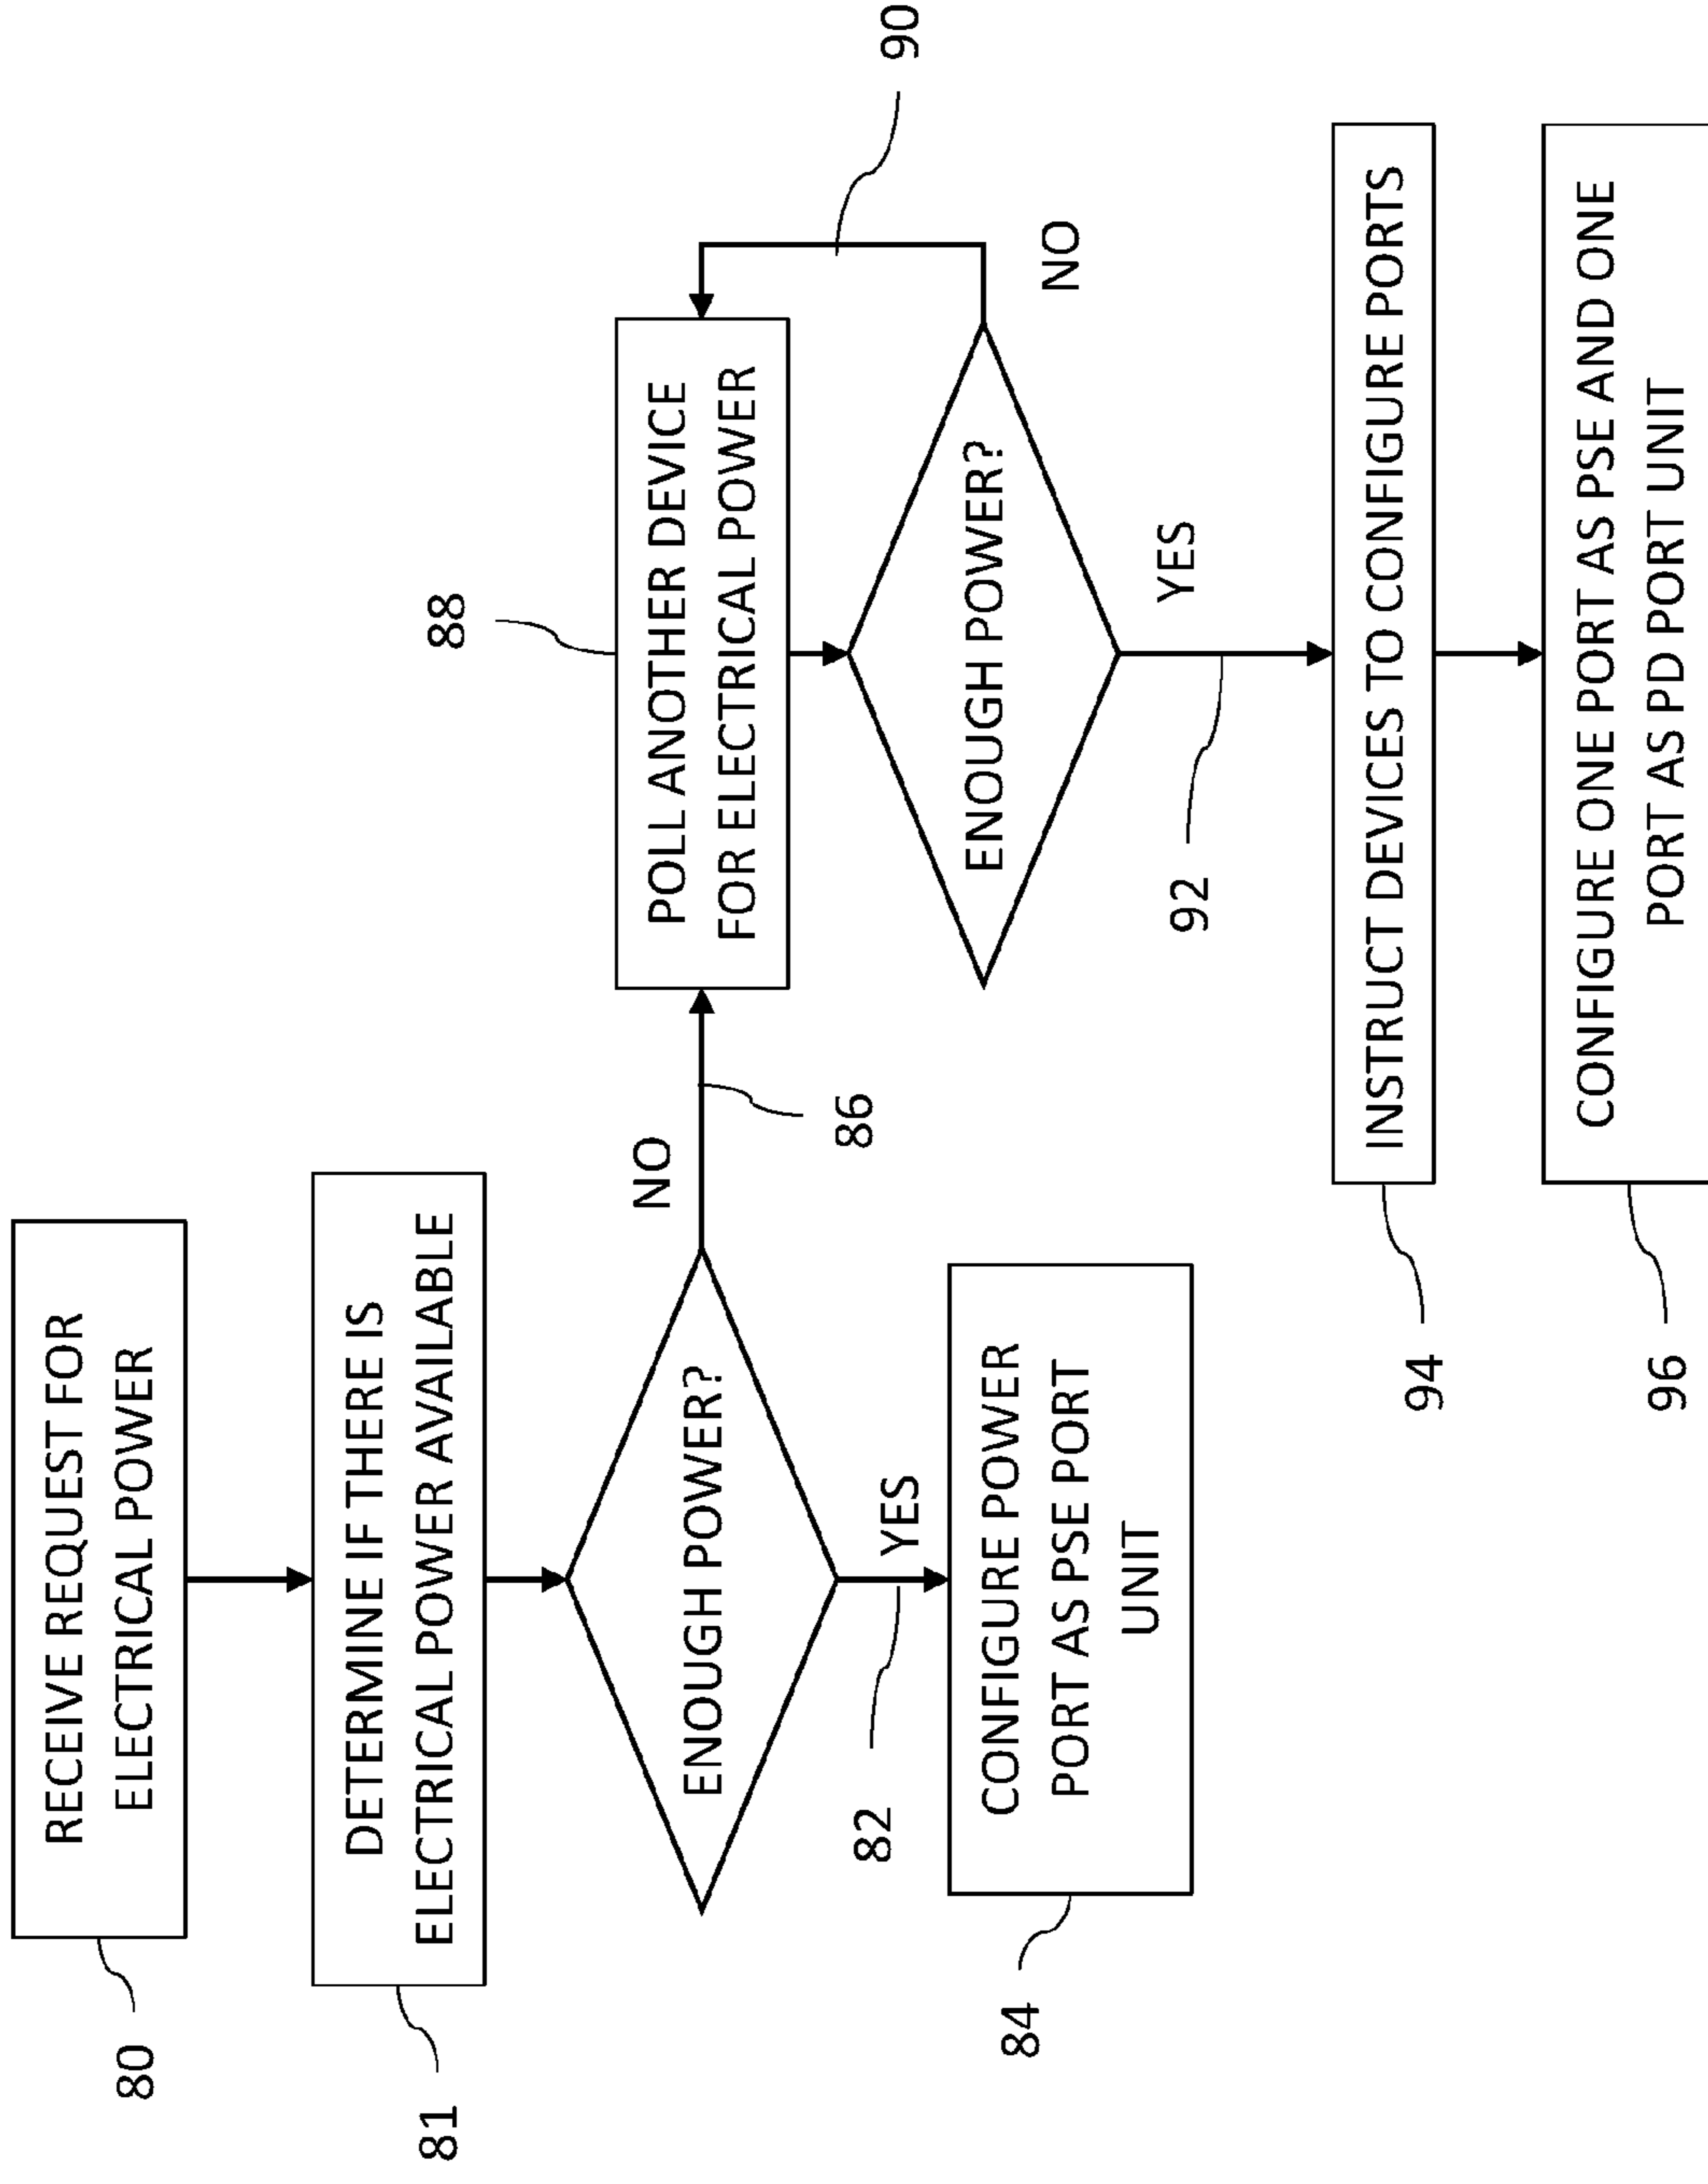 80
RECEIVE REQUEST FOR
ELECTRICAL POWER
81
DETERMINE IF THERE IS
ELECTRICAL POWER AVAILABLE
ENOUGH POWER?
NO
86
82
YES
84
CONFIGURE POWER
PORT AS PSE PORT
UNIT
88
POLL ANOTHER DEVICE
FOR ELECTRICAL POWER
ENOUGH POWER?
NO
90
92
YES
94
INSTRUCT DEVICES TO CONFIGURE PORTS
96
CONFIGURE ONE PORT AS PSE AND ONE
PORT AS PD PORT UNIT